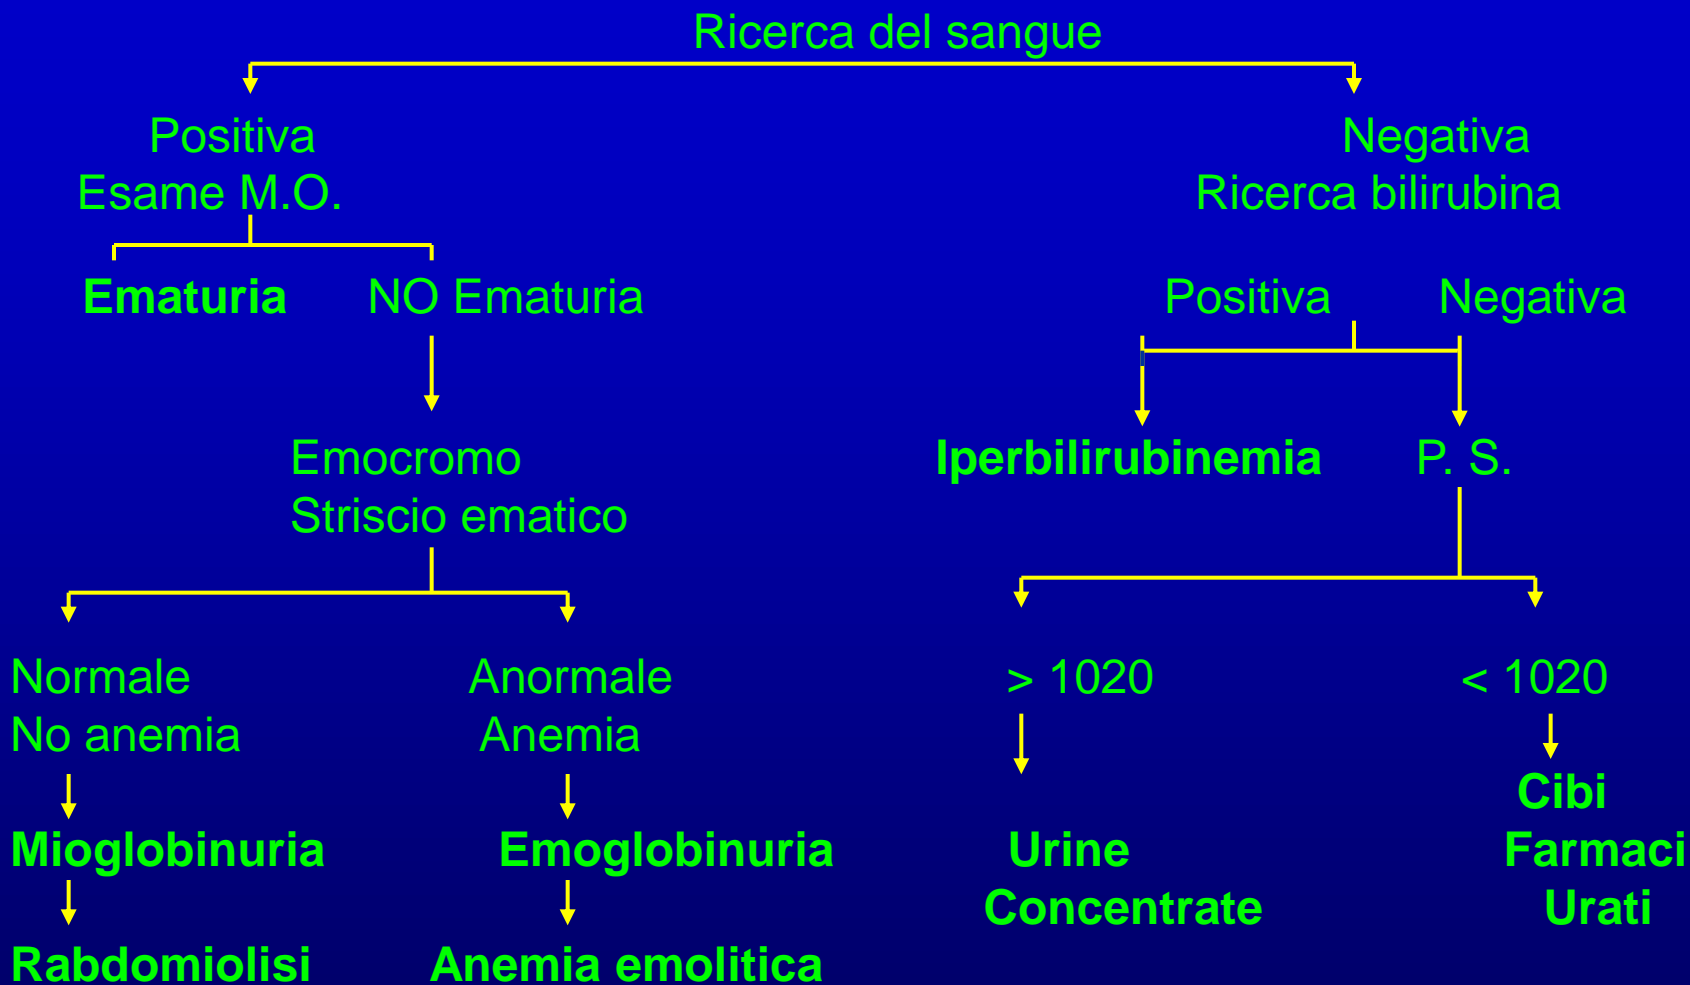 Ricerca del sangue
Positiva
Esame M.O.
Negativa
Ricerca bilirubina
Ematuria
NO Ematuria
Positiva
Negativa
Emocromo
Striscio ematico
Iperbilirubinemia
P. S.
Normale
No anemia
Anormale
Anemia
> 1020
< 1020
Mioglobinuria
Emoglobinuria
Urine
Concentrate
Cibi
Farmaci
Urati
Rabdomiolisi
Anemia emolitica